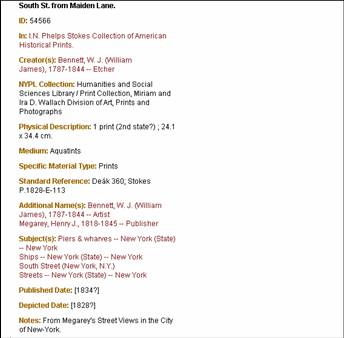 South St. from Maiden Lane.
ID: 54566
In: I.N. Phelps Stokes Collection of American
Historical Prints.
Creator(s): Bennett, W. J. (William
James), 1787-1844 -- Etcher
NYPL Collection: Humanities and Social
Sciences Library / Print Collection, Miriam and
Ira D. Wallach Division of Art, Prints and
Photographs
Physical Description: 1 print (2nd state?) ; 24.1
x 34.4 cm.
Medium: Aquatints
Specific Material Type: Prints
Standard Reference: Deák 360; Stokes
P.1828-E-113
Additional Name(s): Bennett, W. J. (William
James), 1787-1844 -- Artist
Megarey, Henry J., 1818-1845 -- Publisher
Subject(s): Piers & wharves -- New York (State)
-- New York
Ships -- New York (State) -- New York
South Street (New York, N.Y.)
Streets -- New York (State) -- New York
Published Date: [1834?]
Depicted Date: [1828?]
Notes: From Megarey's Street Views in the City
of New-York.